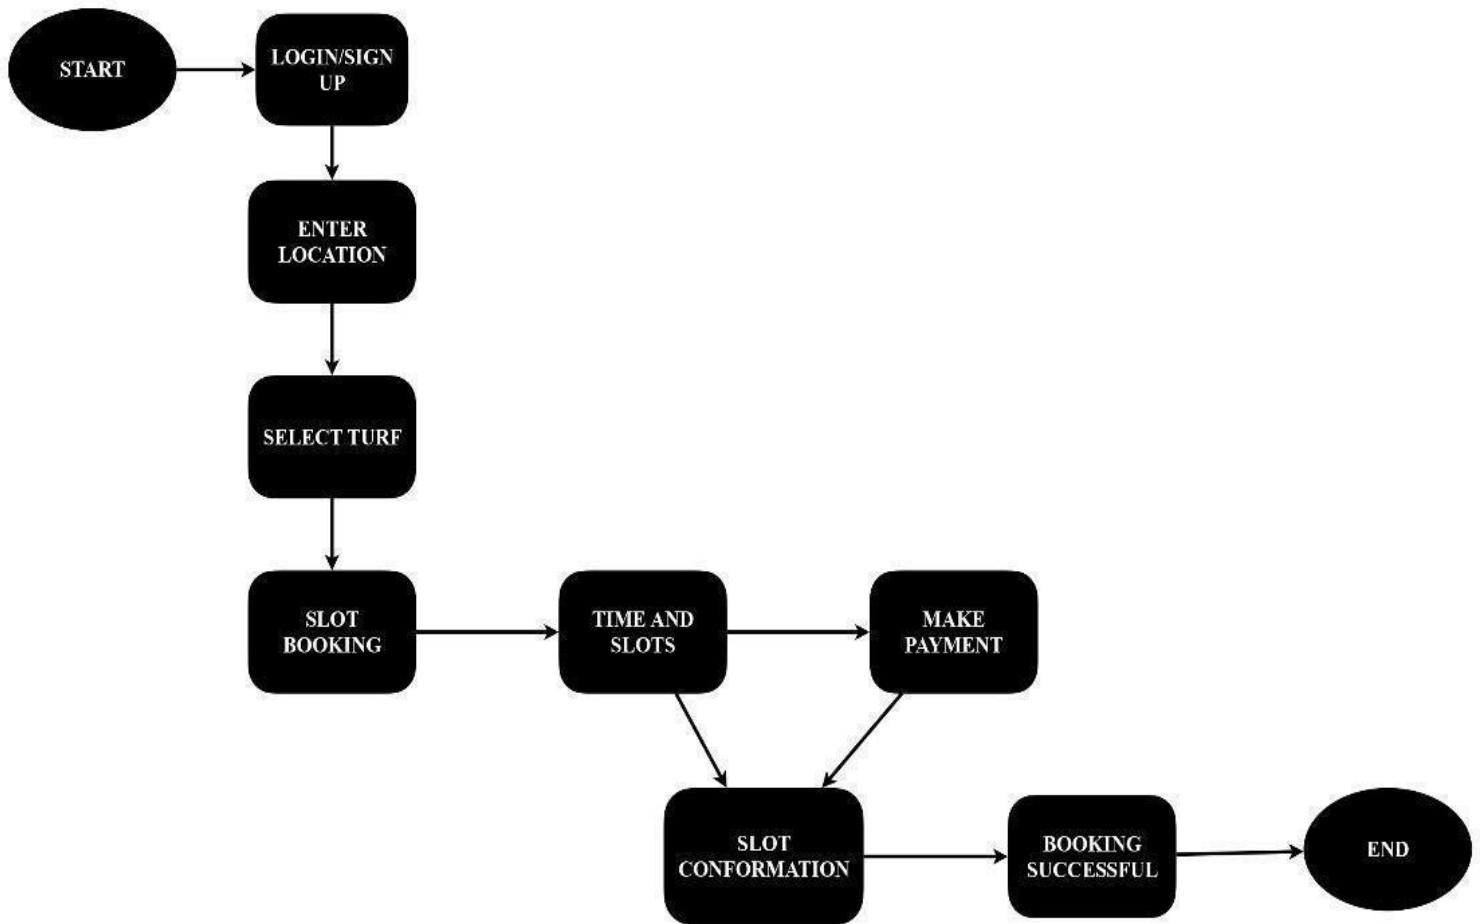 START
LOGIN/SIGN
UP
ENTER
LOCATION
SELECT TURF
SLOT
BOOKING
TIME AND
SLOTS
MAKE
PAYMENT
SLOT
CONFORMATION
BOOKING
SUCCESSFUL
END